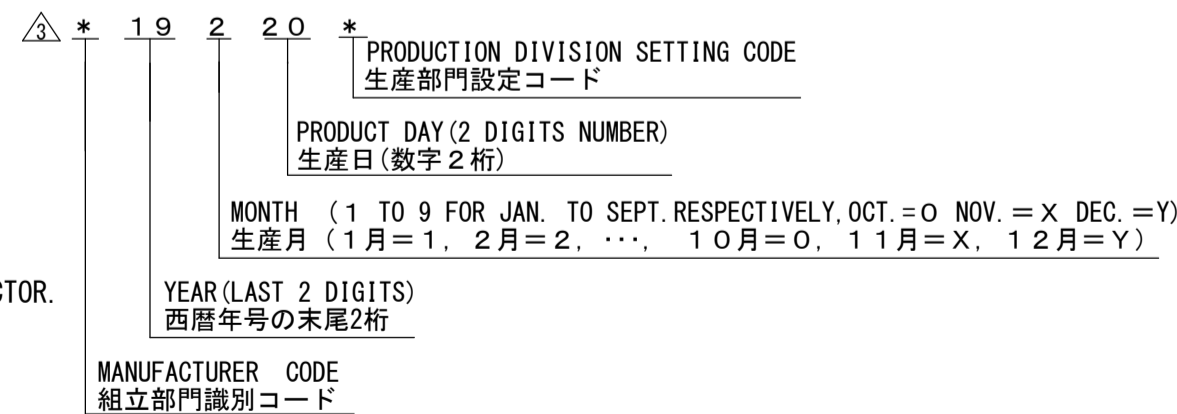 3 * 19 2 20 *
PRODUCTION DIVISION SETTING CODE
生産部門設定コード
PRODUCT DAY(2 DIGITS NUMBER)
生産日(数字２桁)
MONTH (1 TO 9 FOR JAN. TO SEPT.RESPECTIVELY,OCT.=O NOV.=X DEC.=Y)
生産月(１月＝１, ２月＝２, ･･･, １０月＝Ｏ, １１月＝Ｘ, １２月＝Ｙ)
CTOR.
YEAR(LAST 2 DIGITS)
西暦年号の末尾2桁
MANUFACTURER CODE
組立部門識別コード